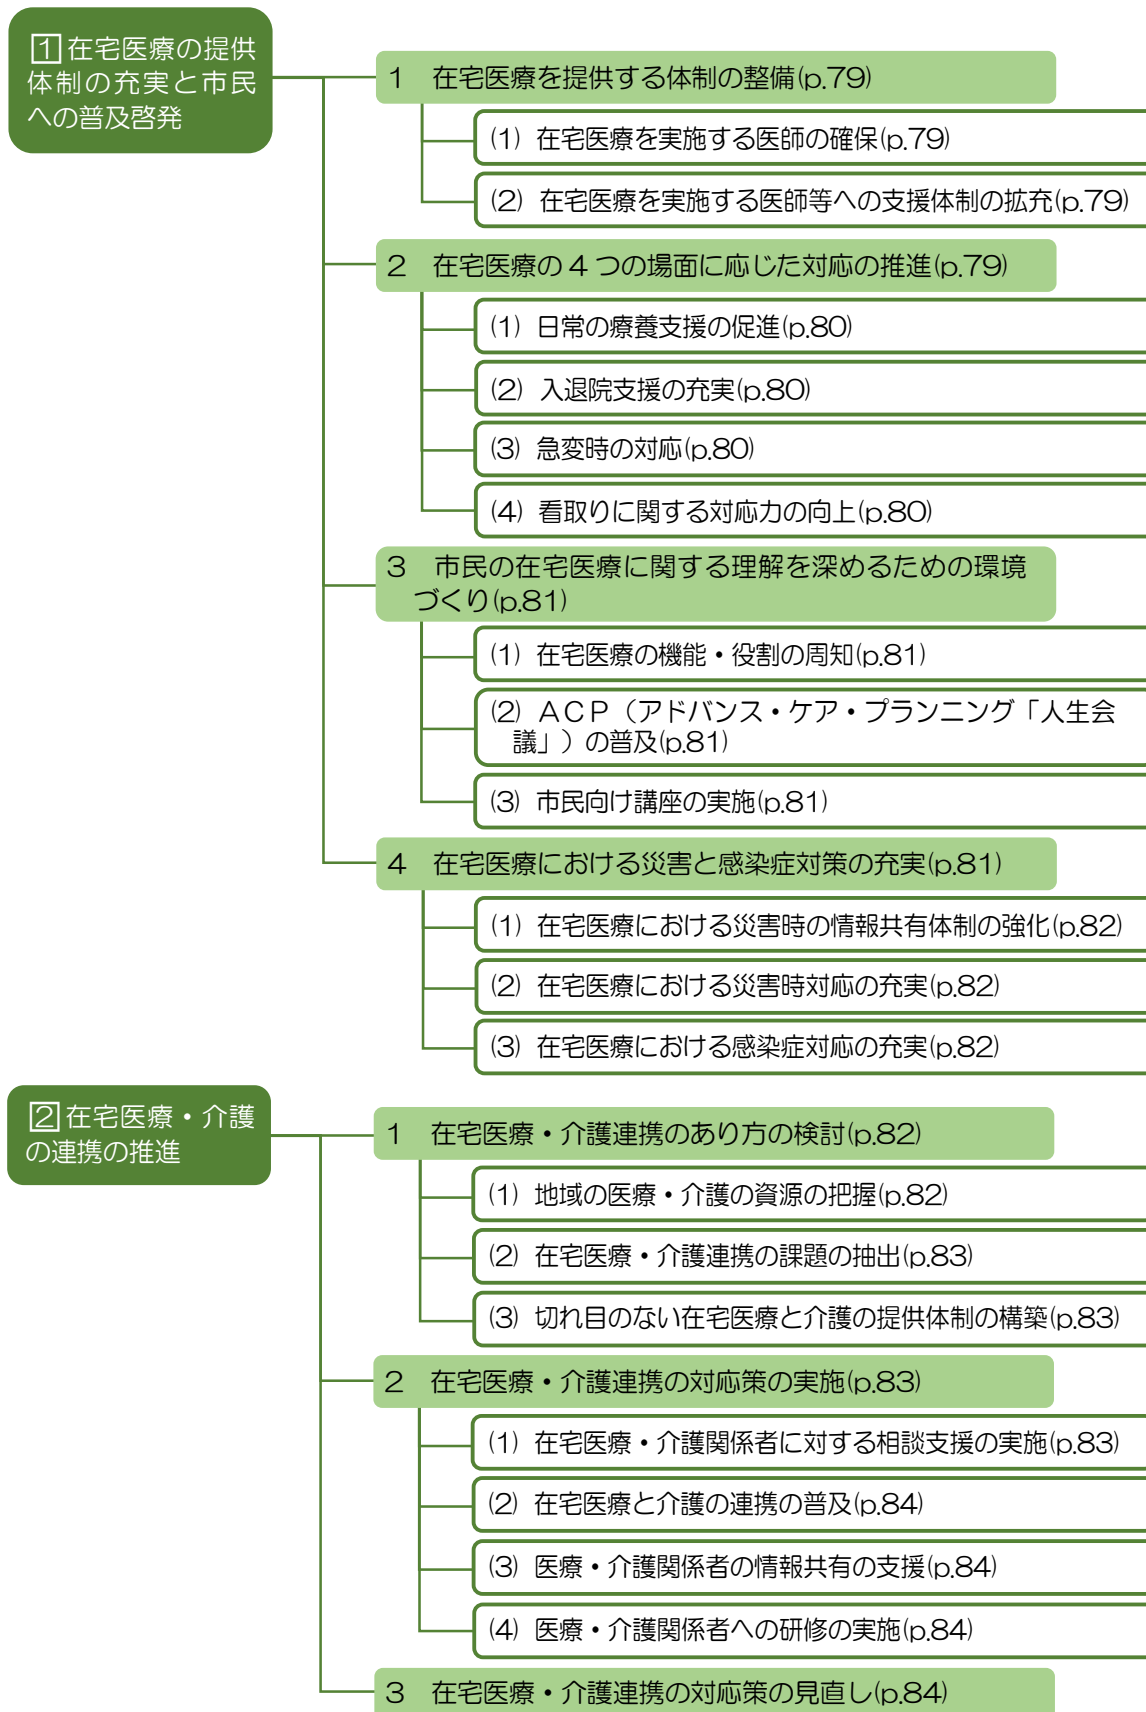 1 在宅医療の提供
体制の充実と市民
への普及啓発
1 在宅医療を提供する体制の整備(p.79)
(1) 在宅医療を実施する医師の確保(p.79)
(2) 在宅医療を実施する医師等への支援体制の拡充(p.79)
2 在宅医療の4つの場面に応じた対応の推進(p.79)
(1) 日常の療養支援の促進(p.80)
(2) 入退院支援の充実(p.80)
(3) 急変時の対応(p.80)
(4) 看取りに関する対応力の向上(p.80)
3 市民の在宅医療に関する理解を深めるための環境
づくり(p.81)
(1) 在宅医療の機能・役割の周知(p.81)
(2) ACP(アドバンス・ケア・プランニング「人生会
議」)の普及(p.81)
(3) 市民向け講座の実施(p.81)
4 在宅医療における災害と感染症対策の充実(p.81)
(1) 在宅医療における災害時の情報共有体制の強化(p.82)
(2) 在宅医療における災害時対応の充実(p.82)
(3) 在宅医療における感染症対応の充実(p.82)
2 在宅医療・介護
の連携の推進
1 在宅医療・介護連携のあり方の検討(p.82)
(1) 地域の医療・介護の資源の把握(p.82)
(2) 在宅医療・介護連携の課題の抽出(p.83)
(3) 切れ目のない在宅医療と介護の提供体制の構築(p.83)
2 在宅医療・介護連携の対応策の実施(p.83)
(1) 在宅医療・介護関係者に対する相談支援の実施(p.83)
(2) 在宅医療と介護の連携の普及(p.84)
(3) 医療・介護関係者の情報共有の支援(p.84)
(4) 医療・介護関係者への研修の実施(p.84)
3 在宅医療・介護連携の対応策の見直し(p.84)